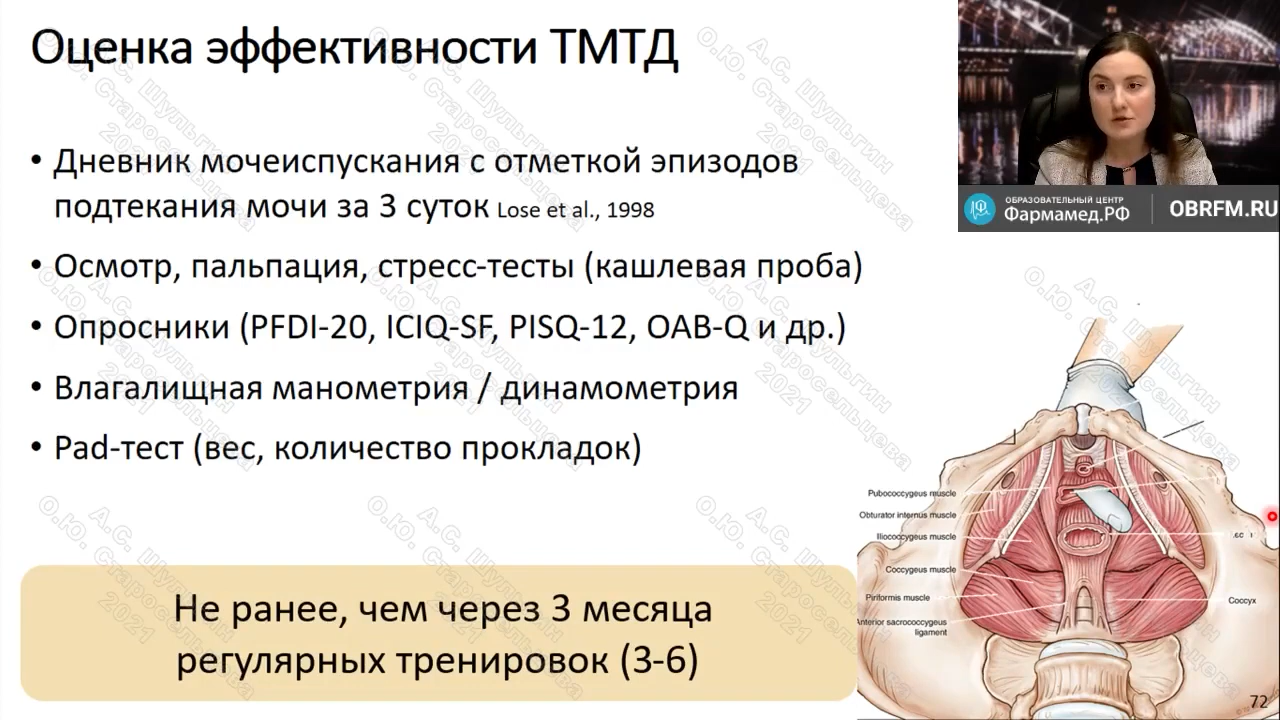 Оценка эффективности ТМТД
• Дневник мочеиспускания с отметкой эпизодов
подтекания мочи за 3 суток Lose et al., 1998
• Осмотр, пальпация, стресс-тесты (кашлевая проба)
• Опросники (PFDI-20, ICIQ-SF, PISQ-12, OAB-Q и др.)
• Влагалищная манометрия / динамометрия
• Pad-тест (вес, количество прокладок)
Не ранее, чем через 3 месяца
регулярных тренировок (3-6)
ОБРАЗОВАТЕЛЬНЫЙ ЦЕНТР
Фармамед.РФ
OBRFM.RU
Pubococcygeus muscle
Obturator internus muscle
Iliococcygeus muscle
Coccygeus muscle
Piriformis muscle
Anterior sacrococcygeus
ligament
Coccyx
72
А.С. Шульгин
О.Ю. Старосельцева
2021